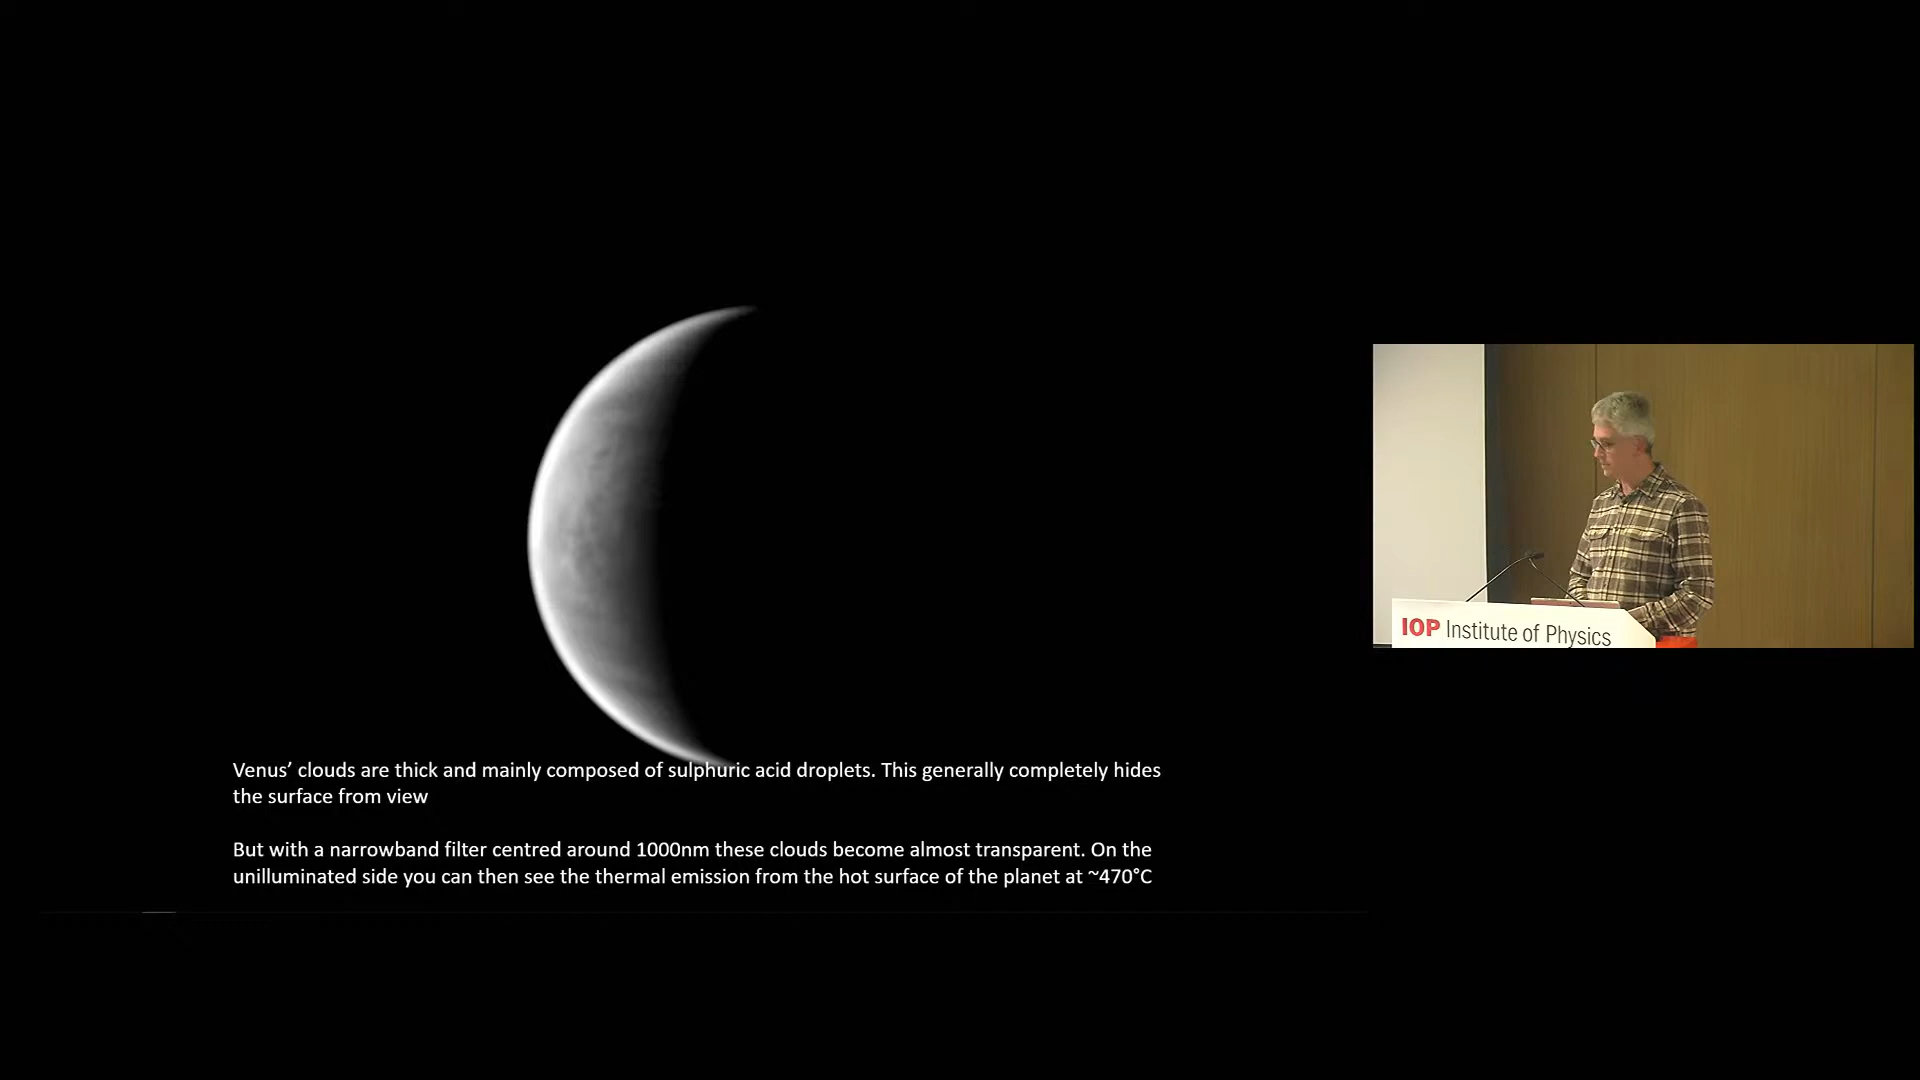 Venus’ clouds are thick and mainly composed of sulphuric acid droplets. This generally completely hides
the surface from view
But with a narrowband filter centred around 1000nm these clouds become almost transparent. On the
unilluminated side you can then see the thermal emission from the hot surface of the planet at ~470°C
IOP Institute of Physics